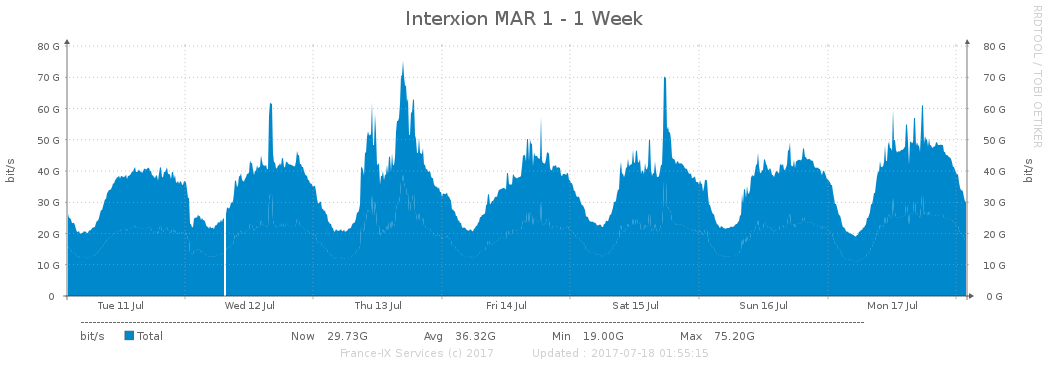 Interxion MAR 1 - 1 Week
RRDTOOL / TOBI OETIKER
bit/s
80 G
70 G
60 G
50 G
40 G
30 G
20 G
10 G
0
80 G
70 G
60 G
50 G
40 G
30 G
20 G
10 G
0 G
bit/s
Tue 11 Jul Wed 12 Jul Thu 13 Jul Fri 14 Jul Sat 15 Jul Sun 16 Jul Mon 17 Jul
bit/s Total Now 29.73G Avg 36.32G Min 19.00G Max 75.20G
France-IX Services (c) 2017 Updated : 2017-07-18 01:55:15